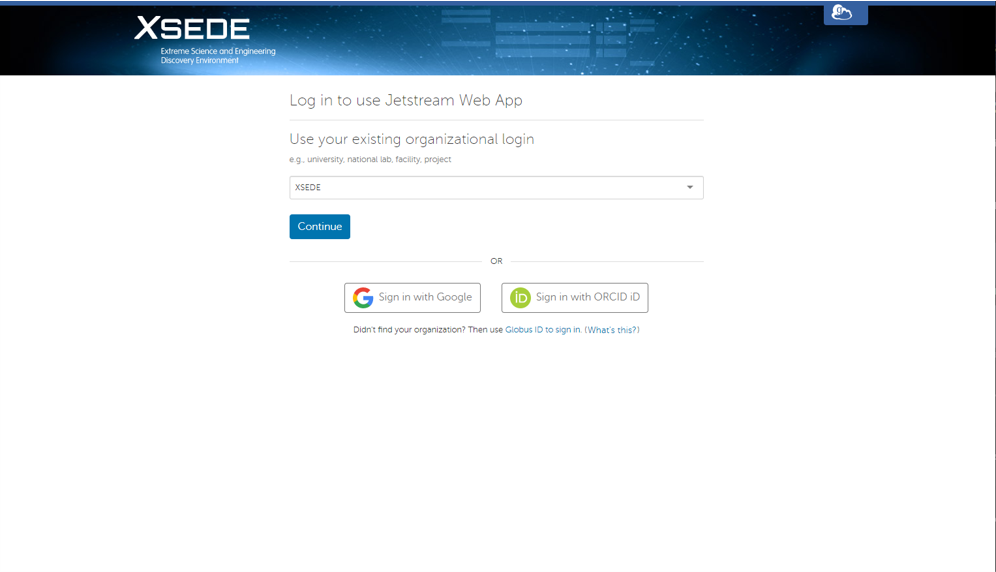 XSEDE
Extreme Science and Engineering
Discovery Environment
Log in to use Jetstream Web App
Use your existing organizational login
e.g., university, national lab, facility, project
XSEDE
Continue
OR
Sign in with Google
iD Sign in with ORCID iD
Didn't find your organization? Then use Globus ID to sign in. (What's this?)